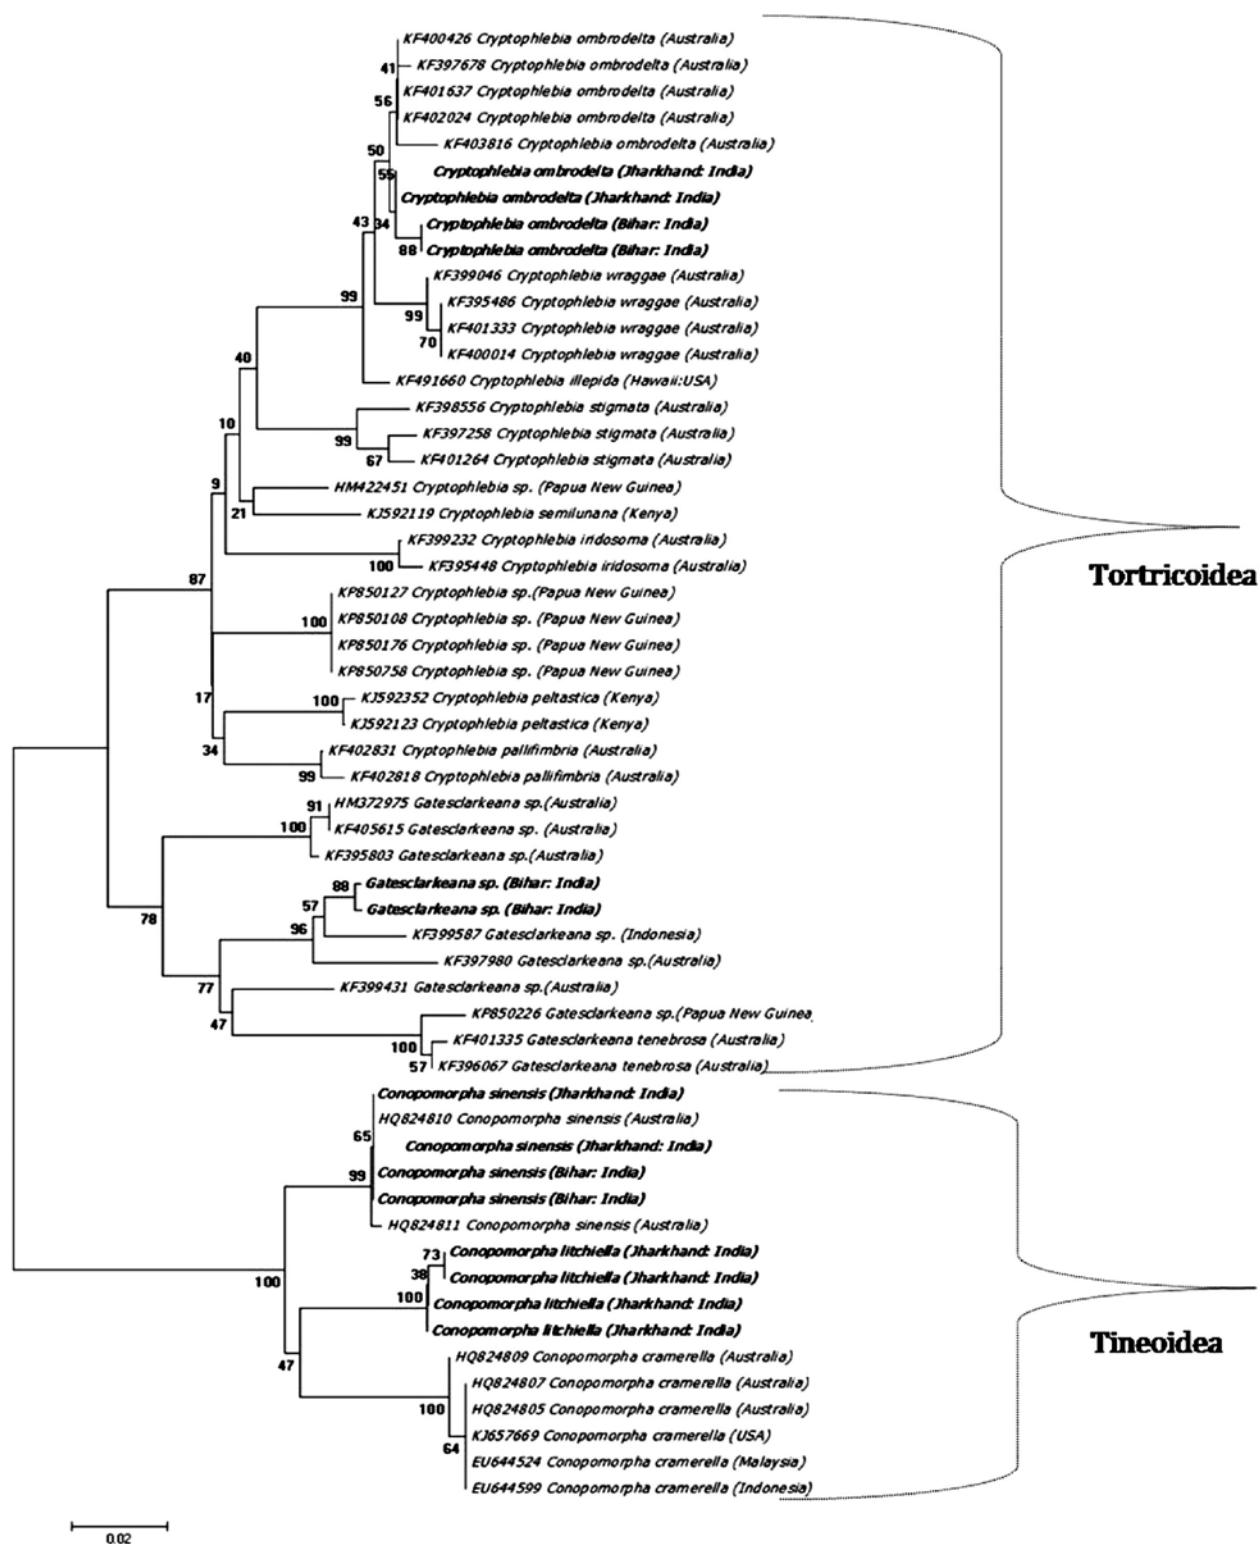 KF400426 Cryptophlebia ombrodelta (Australia)
41
KF397678 Cryptophlebia ombrodelta (Australia)
KF401637 Cryptophlebia ombrodelta (Australia)
56
KF402024 Cryptophlebia ombrodelta (Australia)
KF403816 Cryptophlebia ombrodelta (Australia)
50
55
Cryptophlebia ombrodelta (Jharkhand: India)
Cryptophlebia ombrodelta (Jharkhand: India)
43
34
Cryptophlebia ombrodelta (Bihar: India)
88
Cryptophlebia ombrodelta (Bihar: India)
KF399046 Cryptophlebia wraggae (Australia)
99
KF395486 Cryptophlebia wraggae (Australia)
99
KF401333 Cryptophlebia wraggae (Australia)
70
KF400014 Cryptophlebia wraggae (Australia)
40
KF491660 Cryptophlebia illepida (Hawaii:USA)
KF398556 Cryptophlebia stigmata (Australia)
10
99
KF397258 Cryptophlebia stigmata (Australia)
67
KF401264 Cryptophlebia stigmata (Australia)
9
HM422451 Cryptophlebia sp. (Papua New Guinea)
21
KJ592119 Cryptophlebia semilunana (Kenya)
KF399232 Cryptophlebia iridosoma (Australia)
100
KF395448 Cryptophlebia iridosoma (Australia)
Tortricoidea
87
KP850127 Cryptophlebia sp.(Papua New Guinea)
100
KP850108 Cryptophlebia sp. (Papua New Guinea)
KP850176 Cryptophlebia sp. (Papua New Guinea)
KP850758 Cryptophlebia sp. (Papua New Guinea)
17
100
KJ592352 Cryptophlebia peltastica (Kenya)
KJ592123 Cryptophlebia peltastica (Kenya)
34
KF402831 Cryptophlebia pallifimbria (Australia)
99
KF402818 Cryptophlebia pallifimbria (Australia)
91
HM372975 Gatesclarkeana sp.(Australia)
100
KF405615 Gatesclarkeana sp. (Australia)
KF395803 Gatesclarkeana sp.(Australia)
88
Gatesclarkeana sp. (Bihar: India)
57
Gatesclarkeana sp. (Bihar: India)
78
96
KF399587 Gatesclarkeana sp. (Indonesia)
KF397980 Gatesclarkeana sp.(Australia)
77
KF399431 Gatesclarkeana sp.(Australia)
47
KP850226 Gatesclarkeana sp.(Papua New Guinea
100
KF401335 Gatesclarkeana tenebrosa (Australia)
57
KF396067 Gatesclarkeana tenebrosa (Australia)
Conopomorpha sinensis (Jharkhand: India)
HQ824810 Conopomorpha sinensis (Australia)
65
Conopomorpha sinensis (Jharkhand: India)
99
Conopomorpha sinensis (Bihar: India)
Conopomorpha sinensis (Bihar: India)
HQ824811 Conopomorpha sinensis (Australia)
73
Conopomorpha litchiella (Jharkhand: India)
38
Conopomorpha litchiella (Jharkhand: India)
100
100
Conopomorpha litchiella (Jharkhand: India)
Conopomorpha litchiella (Jharkhand: India)
Tineoidea
47
HQ824809 Conopomorpha cramerella (Australia)
HQ824807 Conopomorpha cramerella (Australia)
100
HQ824805 Conopomorpha cramerella (Australia)
KJ657669 Conopomorpha cramerella (USA)
64
EU644524 Conopomorpha cramerella (Malaysia)
EU644599 Conopomorpha cramerella (Indonesia)
0.02